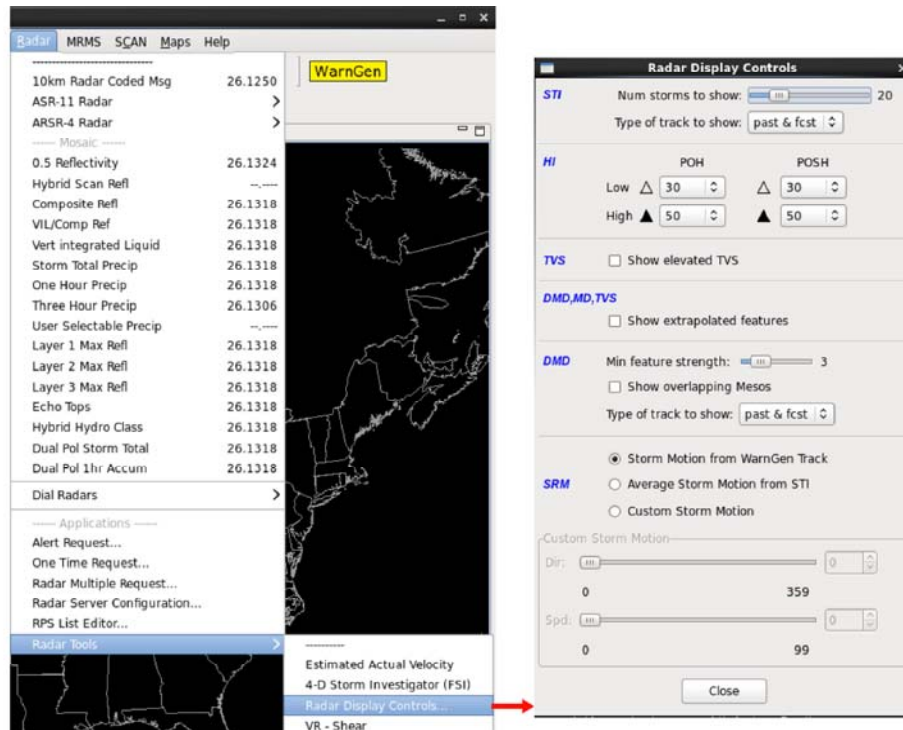 Radar MRMS SCAN Maps Help
WarnGen
--------------------------------
10km Radar Coded Msg 26.1250
ASR-11 Radar >
ARSR-4 Radar >
------ Mosaic ------
0.5 Reflectivity 26.1324
Hybrid Scan Refl --.----
Composite Refl 26.1318
VIL/Comp Ref 26.1318
Vert integrated Liquid 26.1318
Storm Total Precip 26.1318
One Hour Precip 26.1318
Three Hour Precip 26.1306
User Selectable Precip --.----
Layer 1 Max Refl 26.1318
Layer 2 Max Refl 26.1318
Layer 3 Max Refl 26.1318
Echo Tops 26.1318
Hybrid Hydro Class 26.1318
Dual Pol Storm Total 26.1318
Dual Pol 1hr Accum 26.1318
Dial Radars >
------ Applications ------
Alert Request...
One Time Request...
Radar Multiple Request...
Radar Server Configuration...
RPS List Editor...
Radar Tools >
----------
Estimated Actual Velocity
4-D Storm Investigator (FSI)
Radar Display Controls...
VR - Shear
Radar Display Controls
STI Num storms to show: 20
Type of track to show: past & fcst
HI POH POSH
Low 30 30
High 50 50
TVS Show elevated TVS
DMD,MD,TVS
Show extrapolated features
DMD Min feature strength: 3
Show overlapping Mesos
Type of track to show: past & fcst
Storm Motion from WarnGen Track
SRM Average Storm Motion from STI
Custom Storm Motion
Custom Storm Motion
Dir: 0
0 359
Spd: 0
0 99
Close